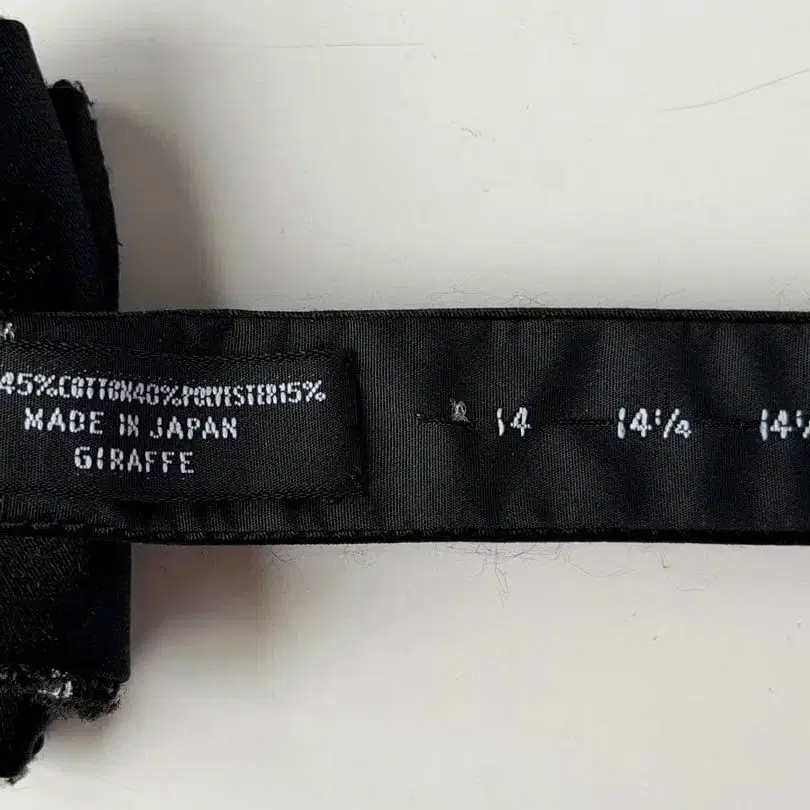 45%COTTON40%POLYESTER15%
MADE IN JAPAN
GIRAFFE
14 14¼